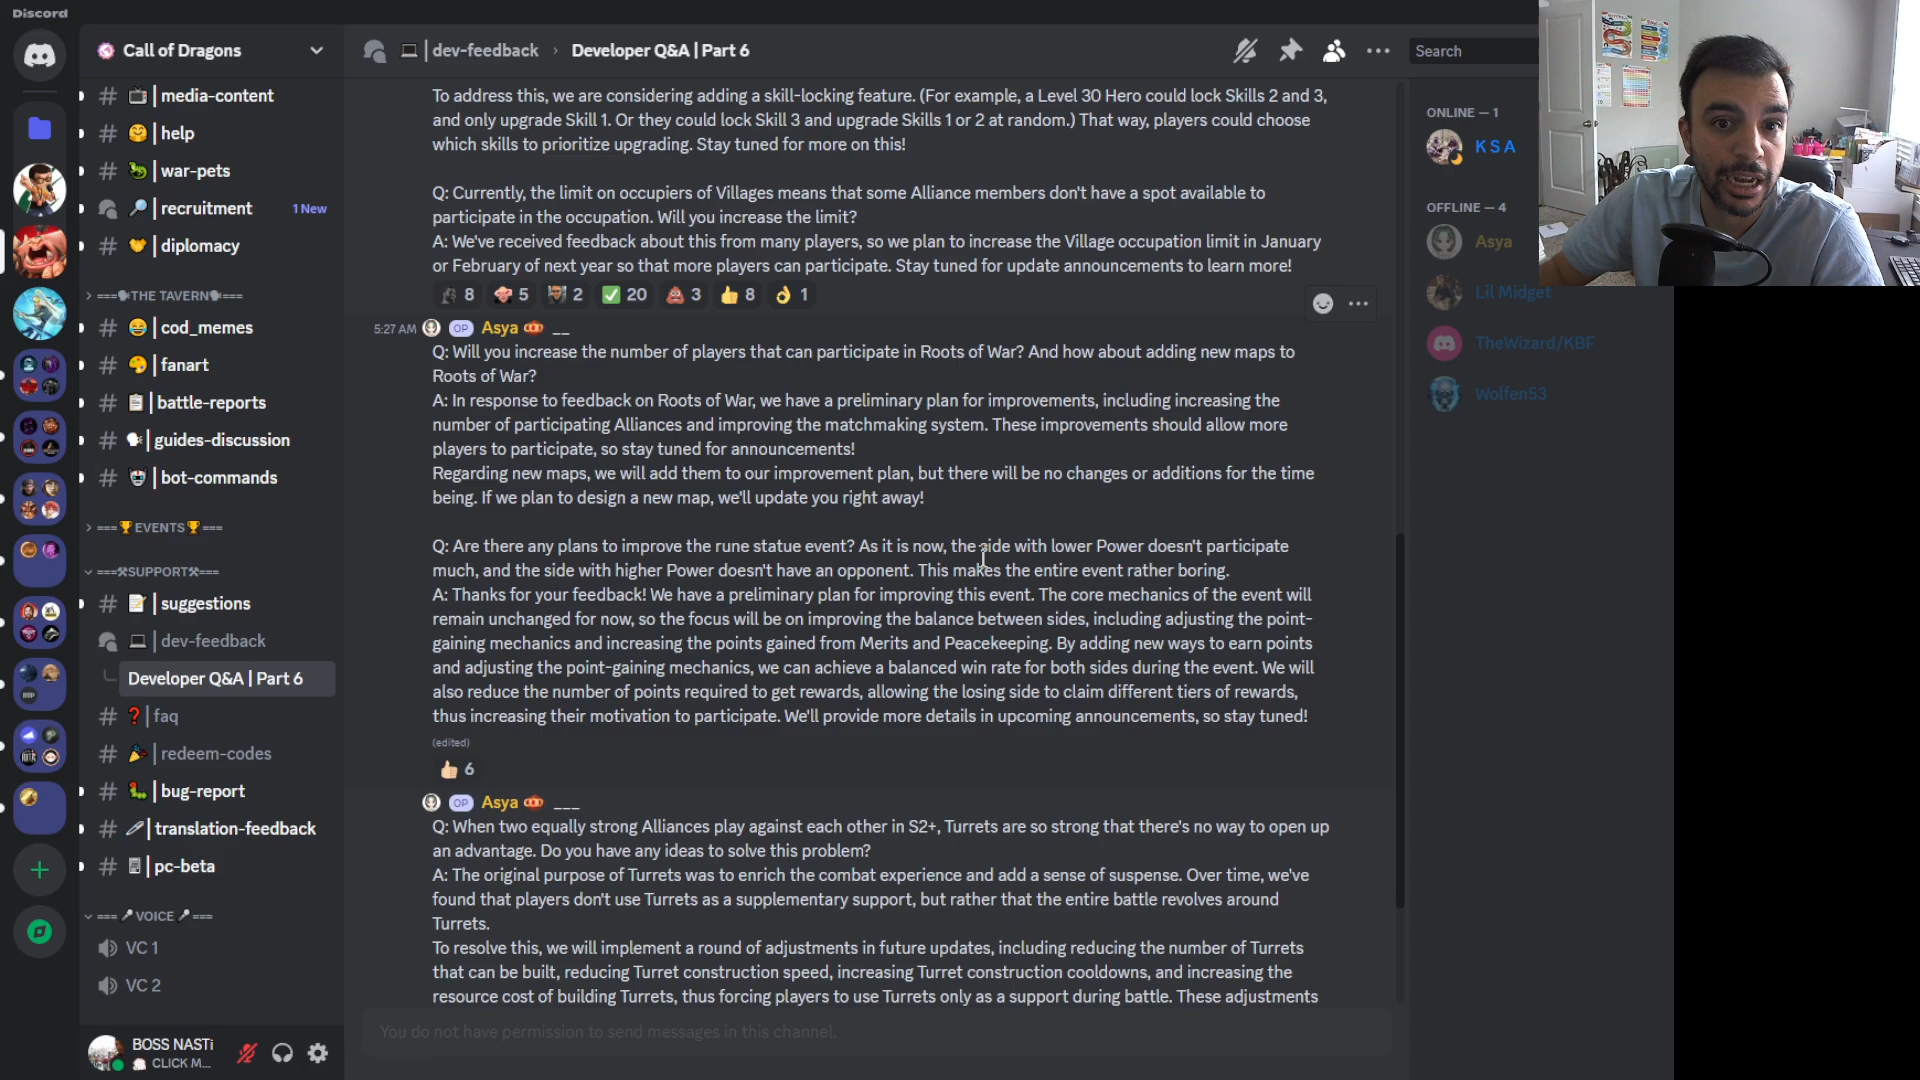 Discord
Call of Dragons
media-content
help
war-pets
recruitment 1 New
diplomacy
===THE TAVERN===
cod_memes
fanart
battle-reports
guides-discussion
bot-commands
===EVENTS===
===SUPPORT===
suggestions
dev-feedback
Developer Q&A | Part 6
faq
redeem-codes
bug-report
translation-feedback
pc-beta
=== VOICE ===
VC 1
VC 2
BOSS NASTi
CLICK M...
dev-feedback › Developer Q&A | Part 6
Search
To address this, we are considering adding a skill-locking feature. (For example, a Level 30 Hero could lock Skills 2 and 3,
and only upgrade Skill 1. Or they could lock Skill 3 and upgrade Skills 1 or 2 at random.) That way, players could choose
which skills to prioritize upgrading. Stay tuned for more on this!
Q: Currently, the limit on occupiers of Villages means that some Alliance members don't have a spot available to
participate in the occupation. Will you increase the limit?
A: We've received feedback about this from many players, so we plan to increase the Village occupation limit in January
or February of next year so that more players can participate. Stay tuned for update announcements to learn more!
8 5 2 20 3 8 1
5:27 AM OP Asya __
Q: Will you increase the number of players that can participate in Roots of War? And how about adding new maps to
Roots of War?
A: In response to feedback on Roots of War, we have a preliminary plan for improvements, including increasing the
number of participating Alliances and improving the matchmaking system. These improvements should allow more
players to participate, so stay tuned for announcements!
Regarding new maps, we will add them to our improvement plan, but there will be no changes or additions for the time
being. If we plan to design a new map, we'll update you right away!
Q: Are there any plans to improve the rune statue event? As it is now, the side with lower Power doesn't participate
much, and the side with higher Power doesn't have an opponent. This makes the entire event rather boring.
A: Thanks for your feedback! We have a preliminary plan for improving this event. The core mechanics of the event will
remain unchanged for now, so the focus will be on improving the balance between sides, including adjusting the point-
gaining mechanics and increasing the points gained from Merits and Peacekeeping. By adding new ways to earn points
and adjusting the point-gaining mechanics, we can achieve a balanced win rate for both sides during the event. We will
also reduce the number of points required to get rewards, allowing the losing side to claim different tiers of rewards,
thus increasing their motivation to participate. We'll provide more details in upcoming announcements, so stay tuned!
(edited)
6
OP Asya ___
Q: When two equally strong Alliances play against each other in S2+, Turrets are so strong that there's no way to open up
an advantage. Do you have any ideas to solve this problem?
A: The original purpose of Turrets was to enrich the combat experience and add a sense of suspense. Over time, we've
found that players don't use Turrets as a supplementary support, but rather that the entire battle revolves around
Turrets.
To resolve this, we will implement a round of adjustments in future updates, including reducing the number of Turrets
that can be built, reducing Turret construction speed, increasing Turret construction cooldowns, and increasing the
resource cost of building Turrets, thus forcing players to use Turrets only as a support during battle. These adjustments
You do not have permission to send messages in this channel.
ONLINE — 1
K S A
OFFLINE — 4
Asya
Lil Midget
TheWizard/KBF
Wolfen53